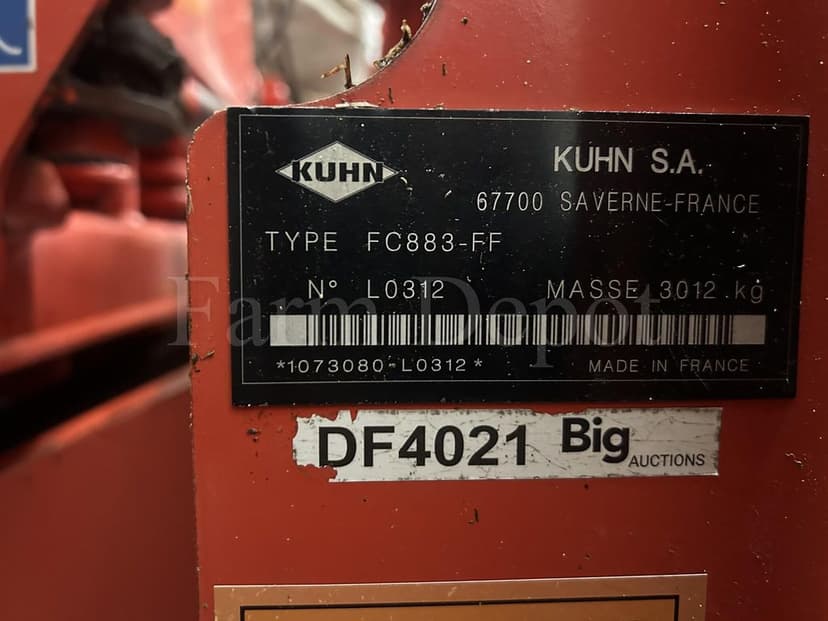 KUHN
KUHN S.A.
67700 SAVERNE-FRANCE
TYPE FC883-FF
N° L0312 MASSE 3012 kg
Farm Depot
*1073080-L0312*
MADE IN FRANCE
DF4021 Big AUCTIONS